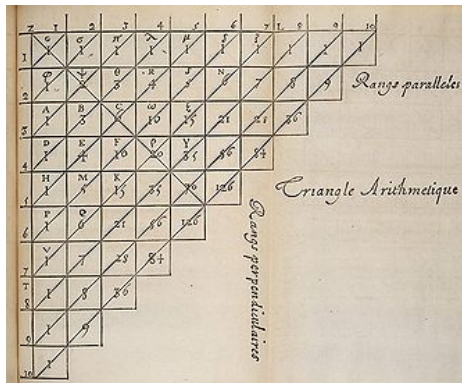 Z 1 2 3 4 5 6 7 L. 8 9 10
G σ π λ μ
1 1 1 1 1 1 1 1 1 1 1
φ ψ θ R S N
2 1 2 3 4 5 6 7 8 9
Rangs paralleles
A B C ω ξ
3 1 3 6 10 15 21 28 36
D E F ρ Y
4 1 4 10 20 35 56 84
H M K
5 1 5 15 35 70 126
Triangle Arithmetique
P Q
6 1 6 21 56 126
V
7 1 7 28 84
T
8 1 8 36
9 1 9
10 1
Rangs perpendiculaires